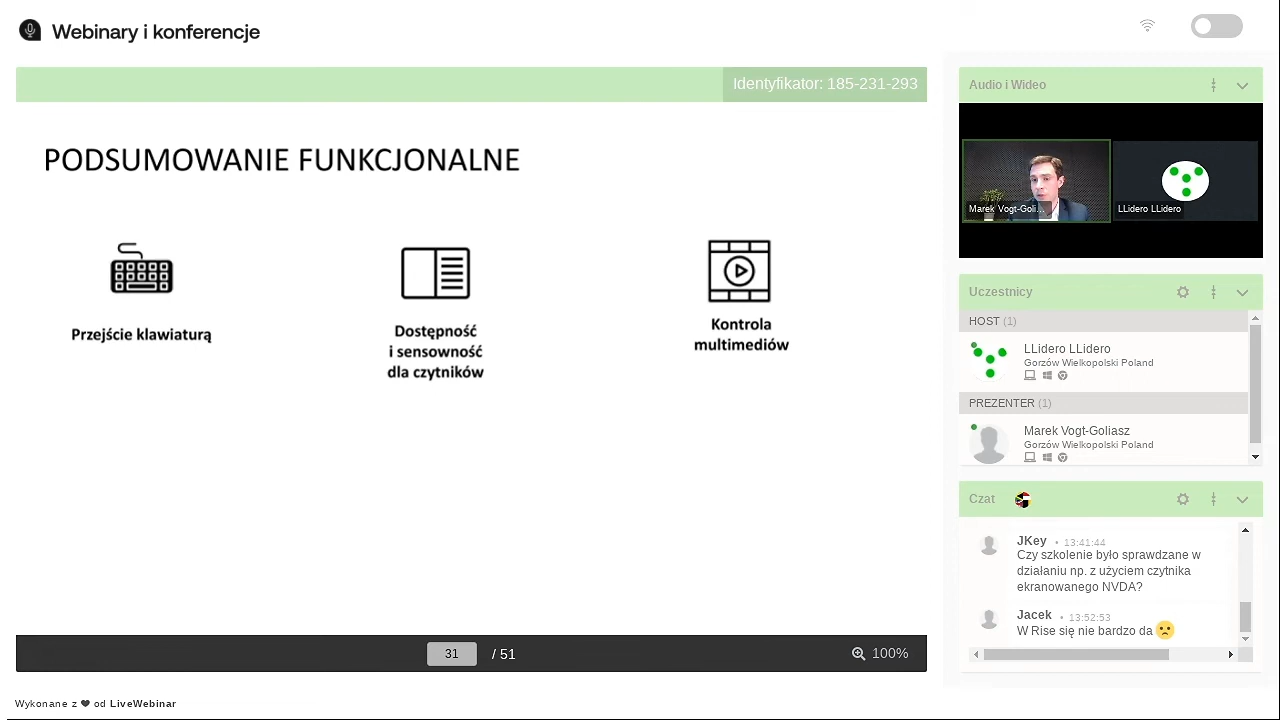 Webinary i konferencje
Identyfikator: 185-231-293
PODSUMOWANIE FUNKCJONALNE
Przejście klawiaturą
Dostępność
i sensowność
dla czytników
Kontrola
multimediów
31 / 51
100%
Wykonane z od LiveWebinar
Audio i Wideo
Marek Vogt-Goli...
LLidero LLidero
Uczestnicy
HOST (1)
LLidero LLidero
Gorzów Wielkopolski Poland
PREZENTER (1)
Marek Vogt-Goliasz
Gorzów Wielkopolski Poland
Czat
JKey • 13:41:44
Czy szkolenie było sprawdzane w
działaniu np. z użyciem czytnika
ekranowanego NVDA?
Jacek • 13:52:53
W Rise się nie bardzo da